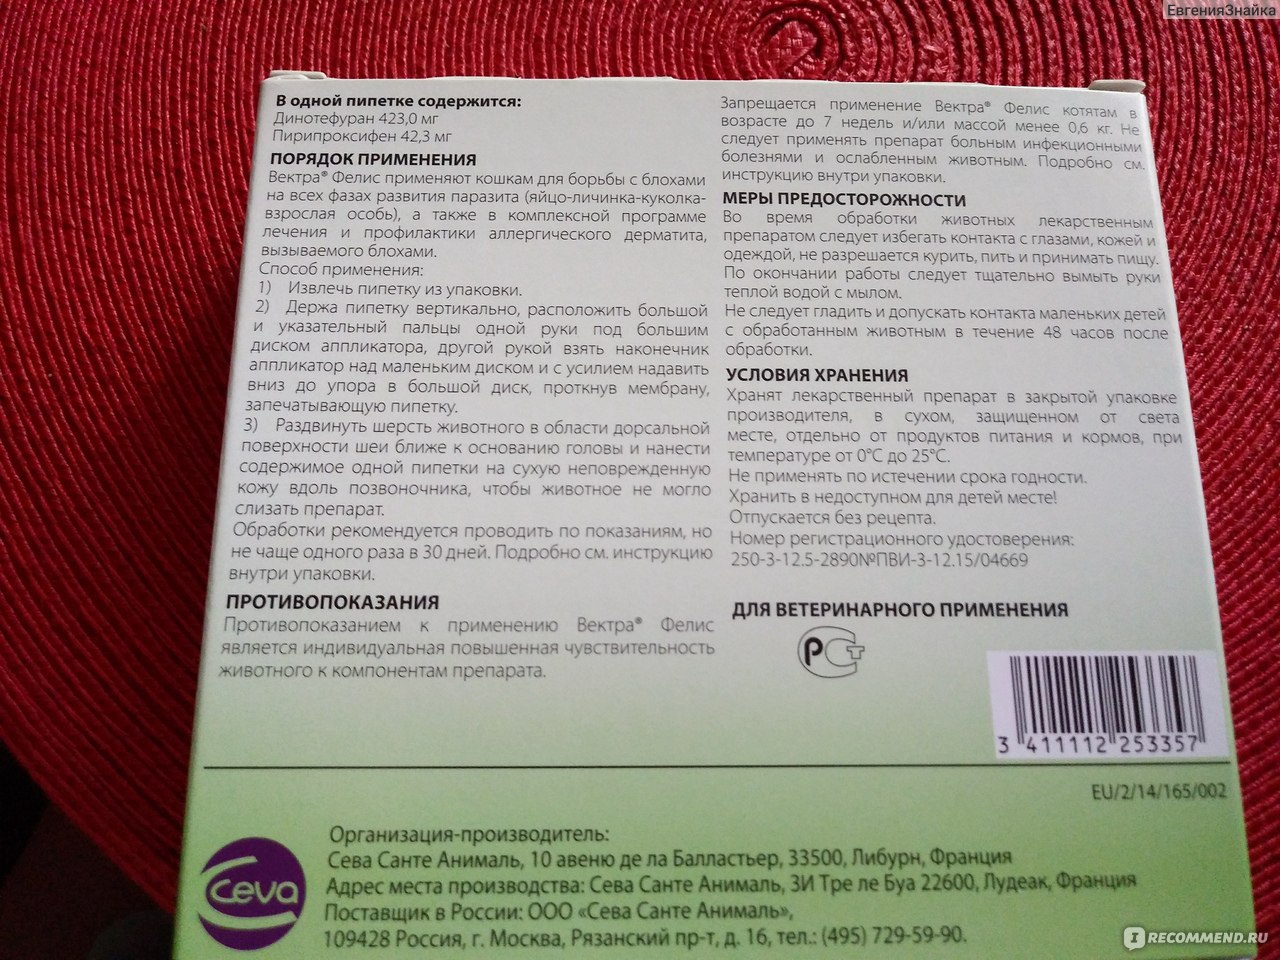 ЕвгенияЗнайка
В одной пипетке содержится:
Динотефуран 423,0 мг
Пирипроксифен 42,3 мг
ПОРЯДОК ПРИМЕНЕНИЯ
Вектра® Фелис применяют кошкам для борьбы с блохами
на всех фазах развития паразита (яйцо-личинка-куколка-
взрослая особь), а также в комплексной программе
лечения и профилактики аллергического дерматита,
вызываемого блохами.
Способ применения:
1) Извлечь пипетку из упаковки.
2) Держа пипетку вертикально, расположить большой
и указательный пальцы одной руки под большим
диском аппликатора, другой рукой взять наконечник
аппликатор над маленьким диском и с усилием надавить
вниз до упора в большой диск, проткнув мембрану,
запечатывающую пипетку.
3) Раздвинуть шерсть животного в области дорсальной
поверхности шеи ближе к основанию головы и нанести
содержимое одной пипетки на сухую неповрежденную
кожу вдоль позвоночника, чтобы животное не могло
слизать препарат.
Обработки рекомендуется проводить по показаниям, но
не чаще одного раза в 30 дней. Подробно см. инструкцию
внутри упаковки.
ПРОТИВОПОКАЗАНИЯ
Противопоказанием к применению Вектра® Фелис
является индивидуальная повышенная чувствительность
животного к компонентам препарата.
Запрещается применение Вектра® Фелис котятам в
возрасте до 7 недель и/или массой менее 0,6 кг. Не
следует применять препарат больным инфекционными
болезнями и ослабленным животным. Подробно см.
инструкцию внутри упаковки.
МЕРЫ ПРЕДОСТОРОЖНОСТИ
Во время обработки животных лекарственным
препаратом следует избегать контакта с глазами, кожей и
одеждой, не разрешается курить, пить и принимать пищу.
По окончании работы следует тщательно вымыть руки
теплой водой с мылом.
Не следует гладить и допускать контакта маленьких детей
с обработанным животным в течение 48 часов после
обработки.
УСЛОВИЯ ХРАНЕНИЯ
Хранят лекарственный препарат в закрытой упаковке
производителя, в сухом, защищенном от света
месте, отдельно от продуктов питания и кормов, при
температуре от 0°С до 25°С.
Не применять по истечении срока годности.
Хранить в недоступном для детей месте!
Отпускается без рецепта.
Номер регистрационного удостоверения:
250-3-12.5-2890№ПВИ-3-12.15/04669
ДЛЯ ВЕТЕРИНАРНОГО ПРИМЕНЕНИЯ
РСТ
3 411112 253357
EU/2/14/165/002
ceva
Организация-производитель:
Сева Санте Анималь, 10 авеню де ла Балластьер, 33500, Либурн, Франция
Адрес места производства: Сева Санте Анималь, ЗИ Тре ле Буа 22600, Лудеак, Франция
Поставщик в России: ООО «Сева Санте Анималь»,
109428 Россия, г. Москва, Рязанский пр-т, д. 16, тел.: (495) 729-59-90.
IRECOMMEND.RU